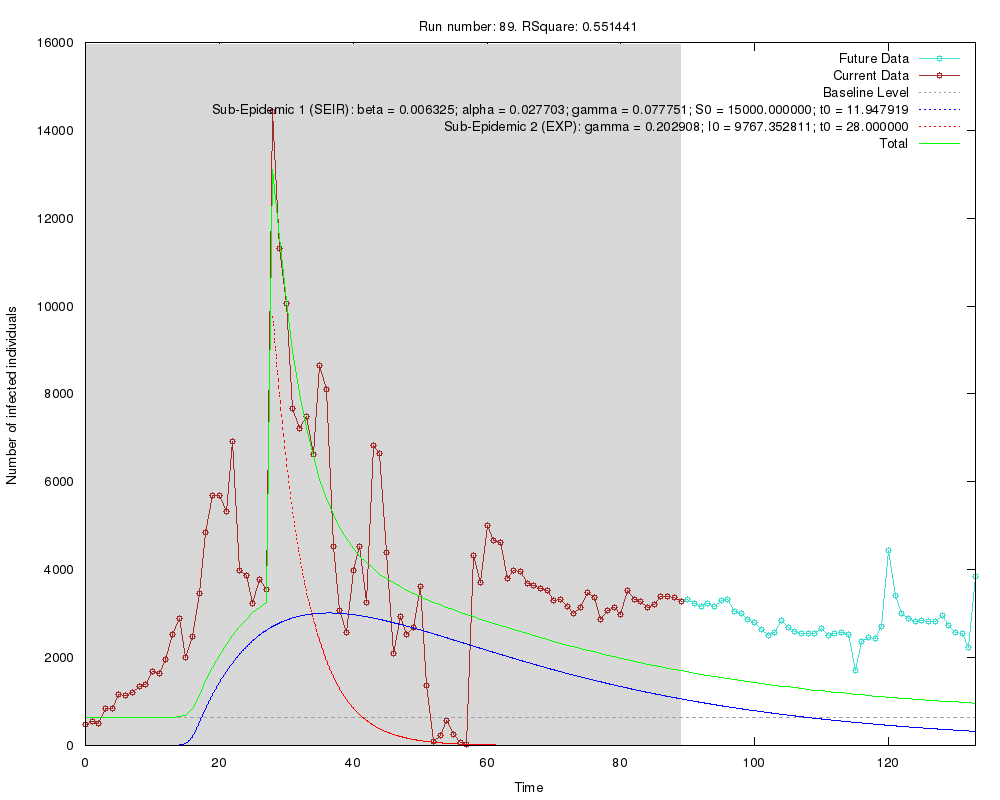 Run number: 89. RSquare: 0.551441
16000
14000
12000
10000
8000
6000
4000
2000
0
Number of infected individuals
Future Data
Current Data
Baseline Level
Sub-Epidemic 1 (SEIR): beta = 0.006325; alpha = 0.027703; gamma = 0.077751; S0 = 15000.000000; t0 = 11.947919
Sub-Epidemic 2 (EXP): gamma = 0.202908; I0 = 9767.352811; t0 = 28.000000
Total
0 20 40 60 80 100 120
Time